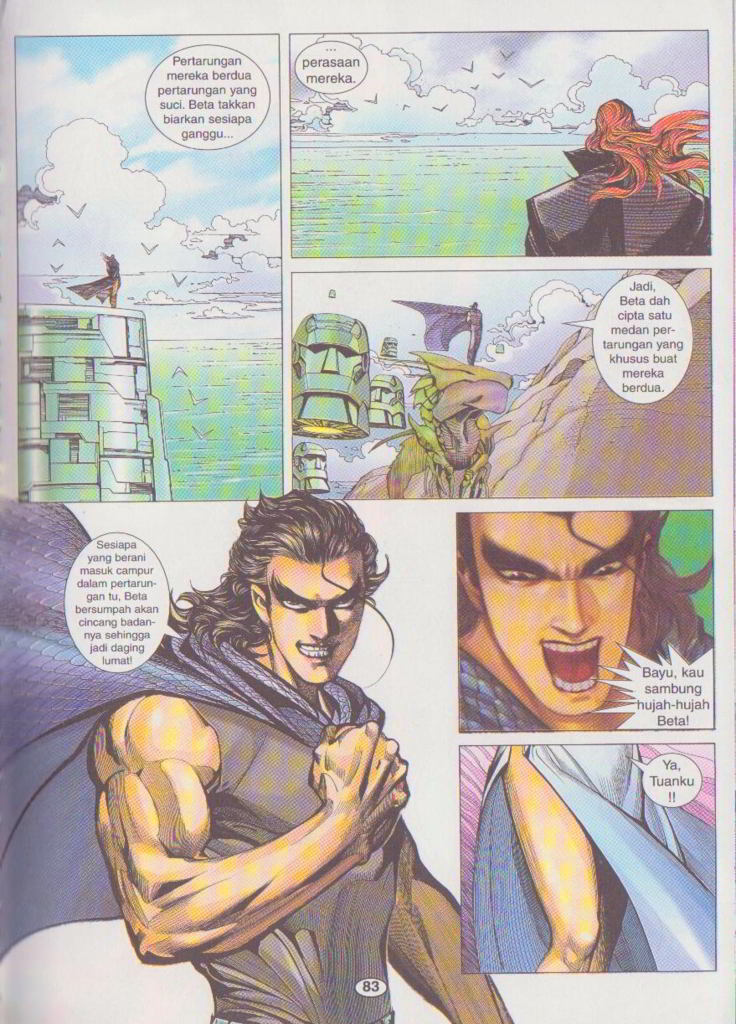 Pertarungan
mereka berdua
pertarungan yang
suci. Beta takkan
biarkan sesiapa
ganggu...
...
perasaan
mereka.
Jadi,
Beta dah
cipta satu
medan per-
tarungan yang
khusus buat
mereka
berdua.
Sesiapa
yang berani
masuk campur
dalam pertarun-
gan tu, Beta
bersumpah akan
cincang badan-
nya sehingga
jadi daging
lumat!
Bayu, kau
sambung
hujah-hujah
Beta!
Ya,
Tuanku
!!
83